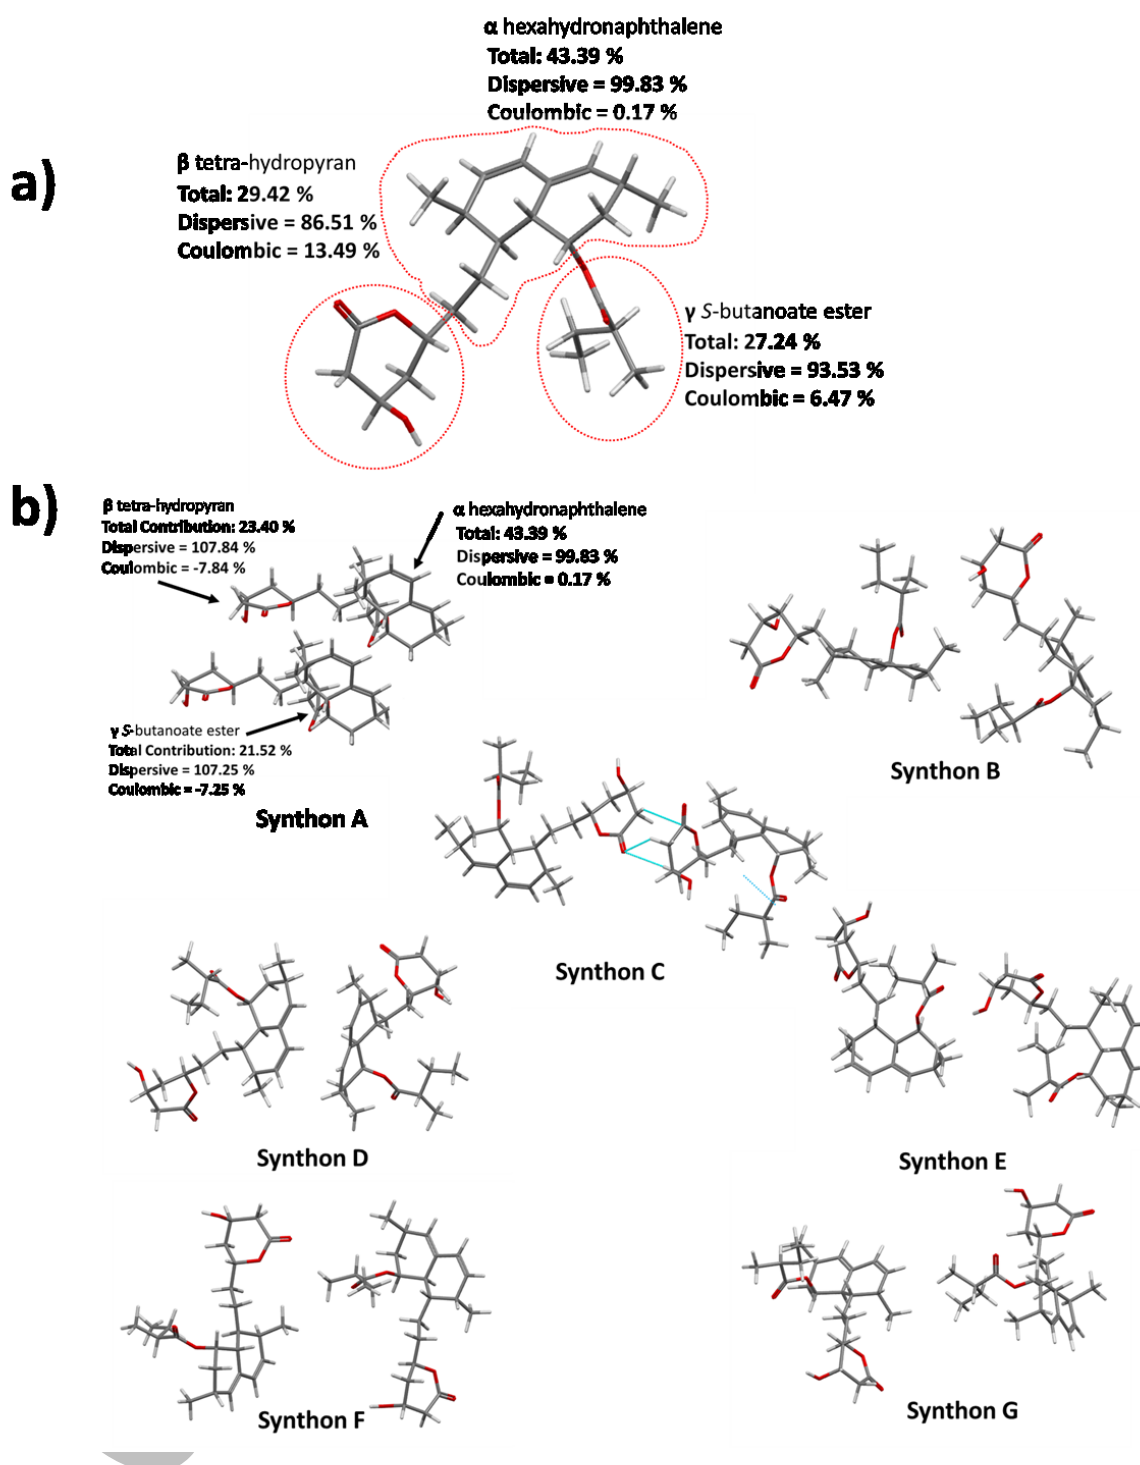 α hexahydronaphthalene
Total: 43.39 %
Dispersive = 99.83 %
Coulombic = 0.17 %
a)
β tetra-hydropyran
Total: 29.42 %
Dispersive = 86.51 %
Coulombic = 13.49 %
γ S-butanoate ester
Total: 27.24 %
Dispersive = 93.53 %
Coulombic = 6.47 %
b)
β tetra-hydropyran
Total Contribution: 23.40 %
Dispersive = 107.84 %
Coulombic = -7.84 %
α hexahydronaphthalene
Total: 43.39 %
Dispersive = 99.83 %
Coulombic = 0.17 %
γ S-butanoate ester
Total Contribution: 21.52 %
Dispersive = 107.25 %
Coulombic = -7.25 %
Synthon A
Synthon B
Synthon C
Synthon D
Synthon E
Synthon F
Synthon G